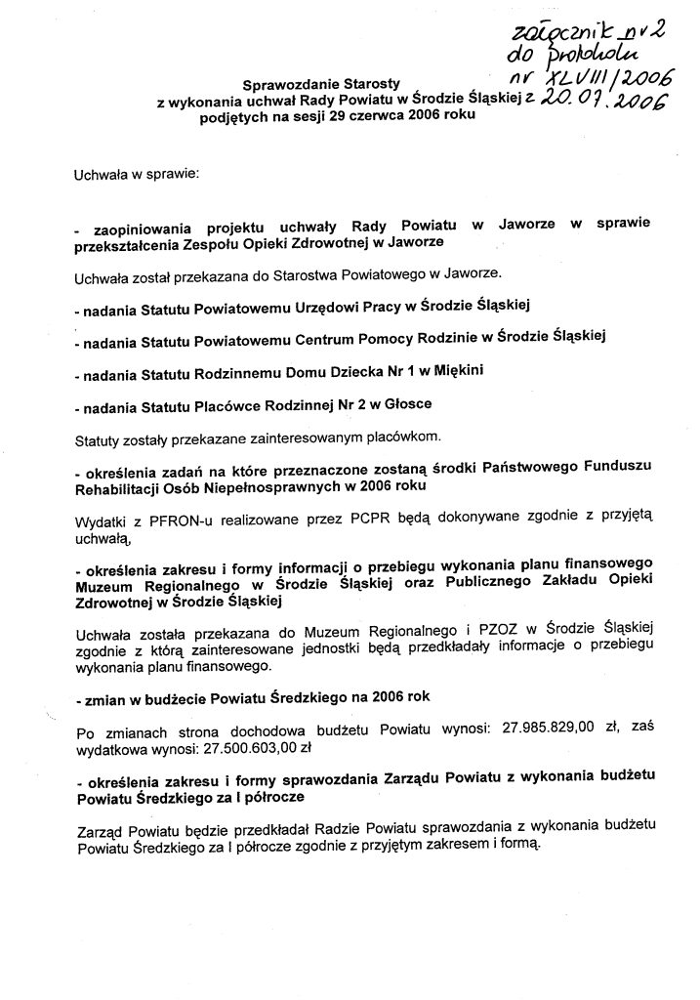 załącznik nr 2
do protokołu
nr XLVIII/2006
z 20.07.2006
Sprawozdanie Starosty
z wykonania uchwał Rady Powiatu w Środzie Śląskiej
podjętych na sesji 29 czerwca 2006 roku
Uchwała w sprawie:
- zaopiniowania projektu uchwały Rady Powiatu w Jaworze w sprawie
przekształcenia Zespołu Opieki Zdrowotnej w Jaworze
Uchwała został przekazana do Starostwa Powiatowego w Jaworze.
- nadania Statutu Powiatowemu Urzędowi Pracy w Środzie Śląskiej
- nadania Statutu Powiatowemu Centrum Pomocy Rodzinie w Środzie Śląskiej
- nadania Statutu Rodzinnemu Domu Dziecka Nr 1 w Miękini
- nadania Statutu Placówce Rodzinnej Nr 2 w Głosce
Statuty zostały przekazane zainteresowanym placówkom.
- określenia zadań na które przeznaczone zostaną środki Państwowego Funduszu
Rehabilitacji Osób Niepełnosprawnych w 2006 roku
Wydatki z PFRON-u realizowane przez PCPR będą dokonywane zgodnie z przyjętą
uchwałą,
- określenia zakresu i formy informacji o przebiegu wykonania planu finansowego
Muzeum Regionalnego w Środzie Śląskiej oraz Publicznego Zakładu Opieki
Zdrowotnej w Środzie Śląskiej
Uchwała została przekazana do Muzeum Regionalnego i PZOZ w Środzie Śląskiej
zgodnie z którą zainteresowane jednostki będą przedkładały informacje o przebiegu
wykonania planu finansowego.
- zmian w budżecie Powiatu Średzkiego na 2006 rok
Po zmianach strona dochodowa budżetu Powiatu wynosi: 27.985.829,00 zł, zaś
wydatkowa wynosi: 27.500.603,00 zł
- określenia zakresu i formy sprawozdania Zarządu Powiatu z wykonania budżetu
Powiatu Średzkiego za I półrocze
Zarząd Powiatu będzie przedkładał Radzie Powiatu sprawozdania z wykonania budżetu
Powiatu Średzkiego za I półrocze zgodnie z przyjętym zakresem i formą.